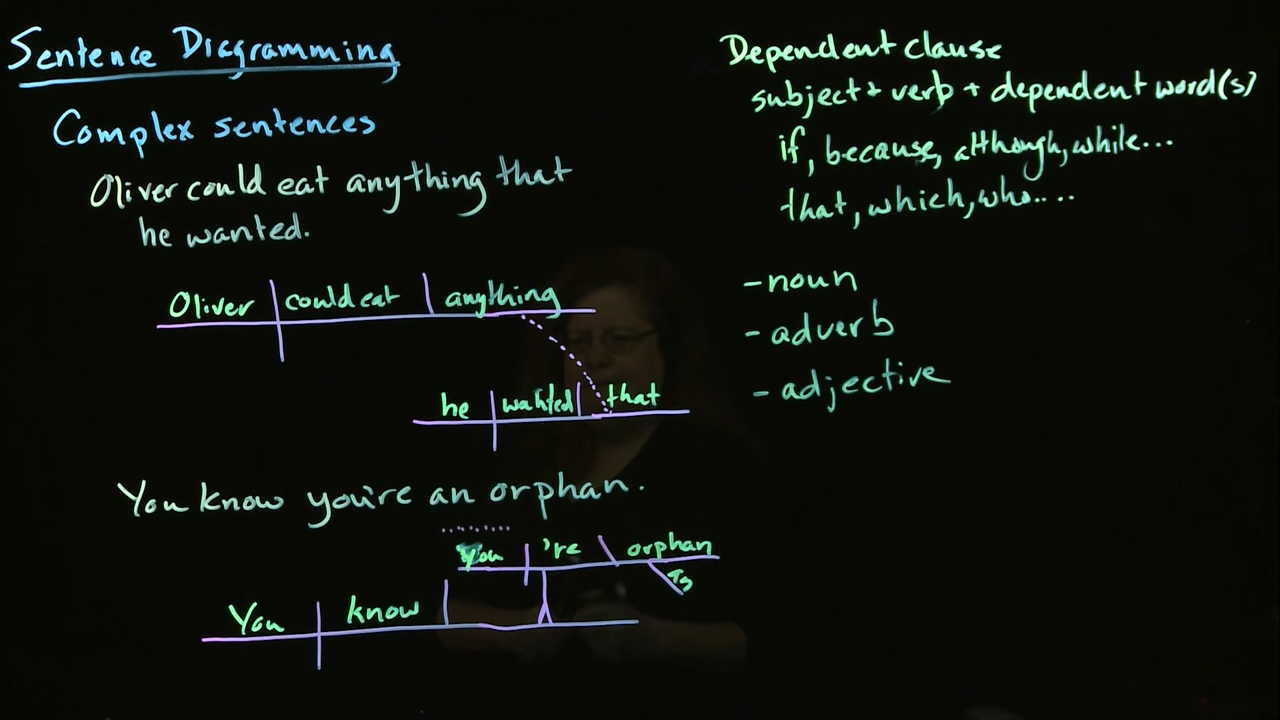 Sentence Diagramming
Complex sentences
Oliver could eat anything that
he wanted.
Oliver could eat anything
he wanted that
You know you're an orphan.
you 're orphan
an
You know
Dependent clause
subject + verb + dependent word(s)
if, because, although, while...
that, which, who....
- noun
- adverb
- adjective